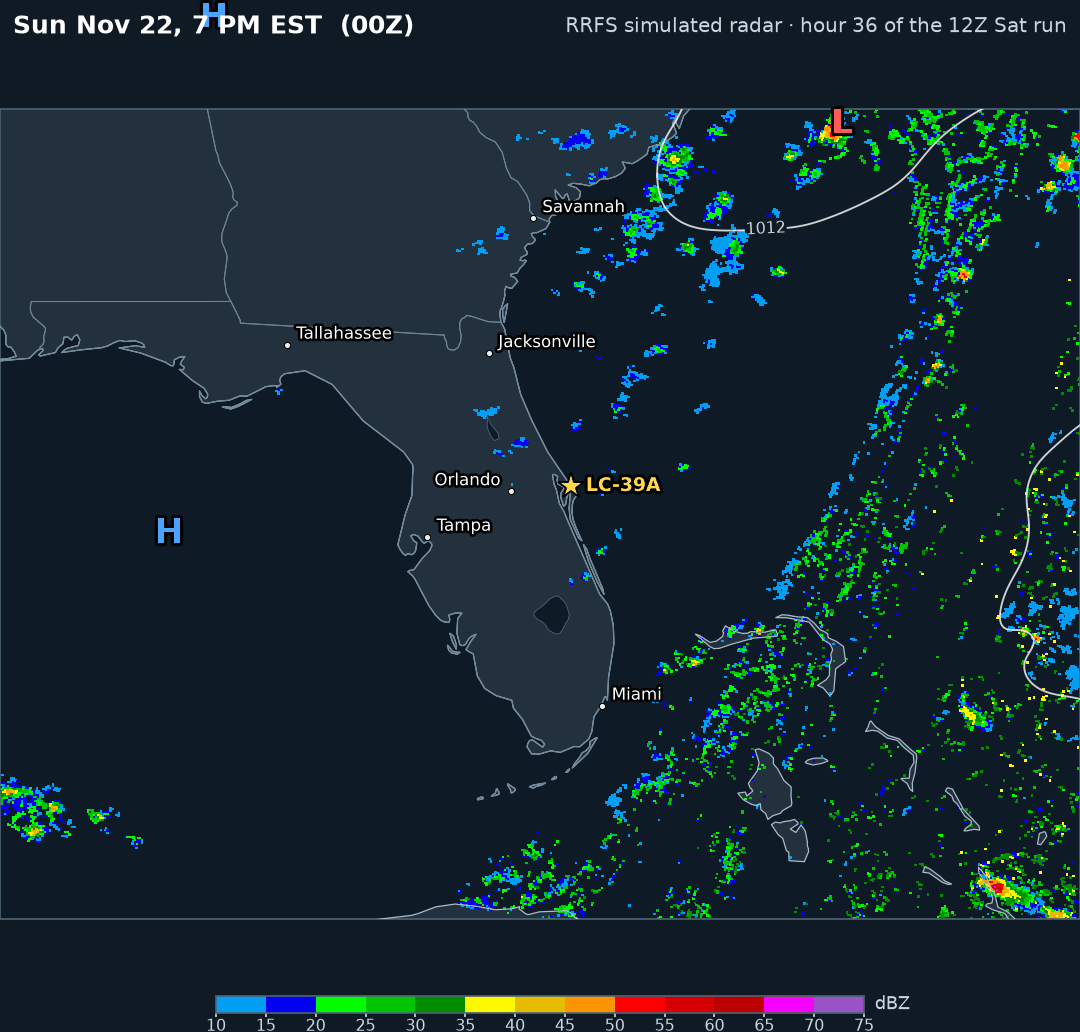 H
Sun Nov 22, 7 PM EST (00Z)
RRFS simulated radar · hour 36 of the 12Z Sat run
L
Savannah
1012
Tallahassee
Jacksonville
Orlando
LC-39A
H
Tampa
Miami
dBZ
10 15 20 25 30 35 40 45 50 55 60 65 70 75